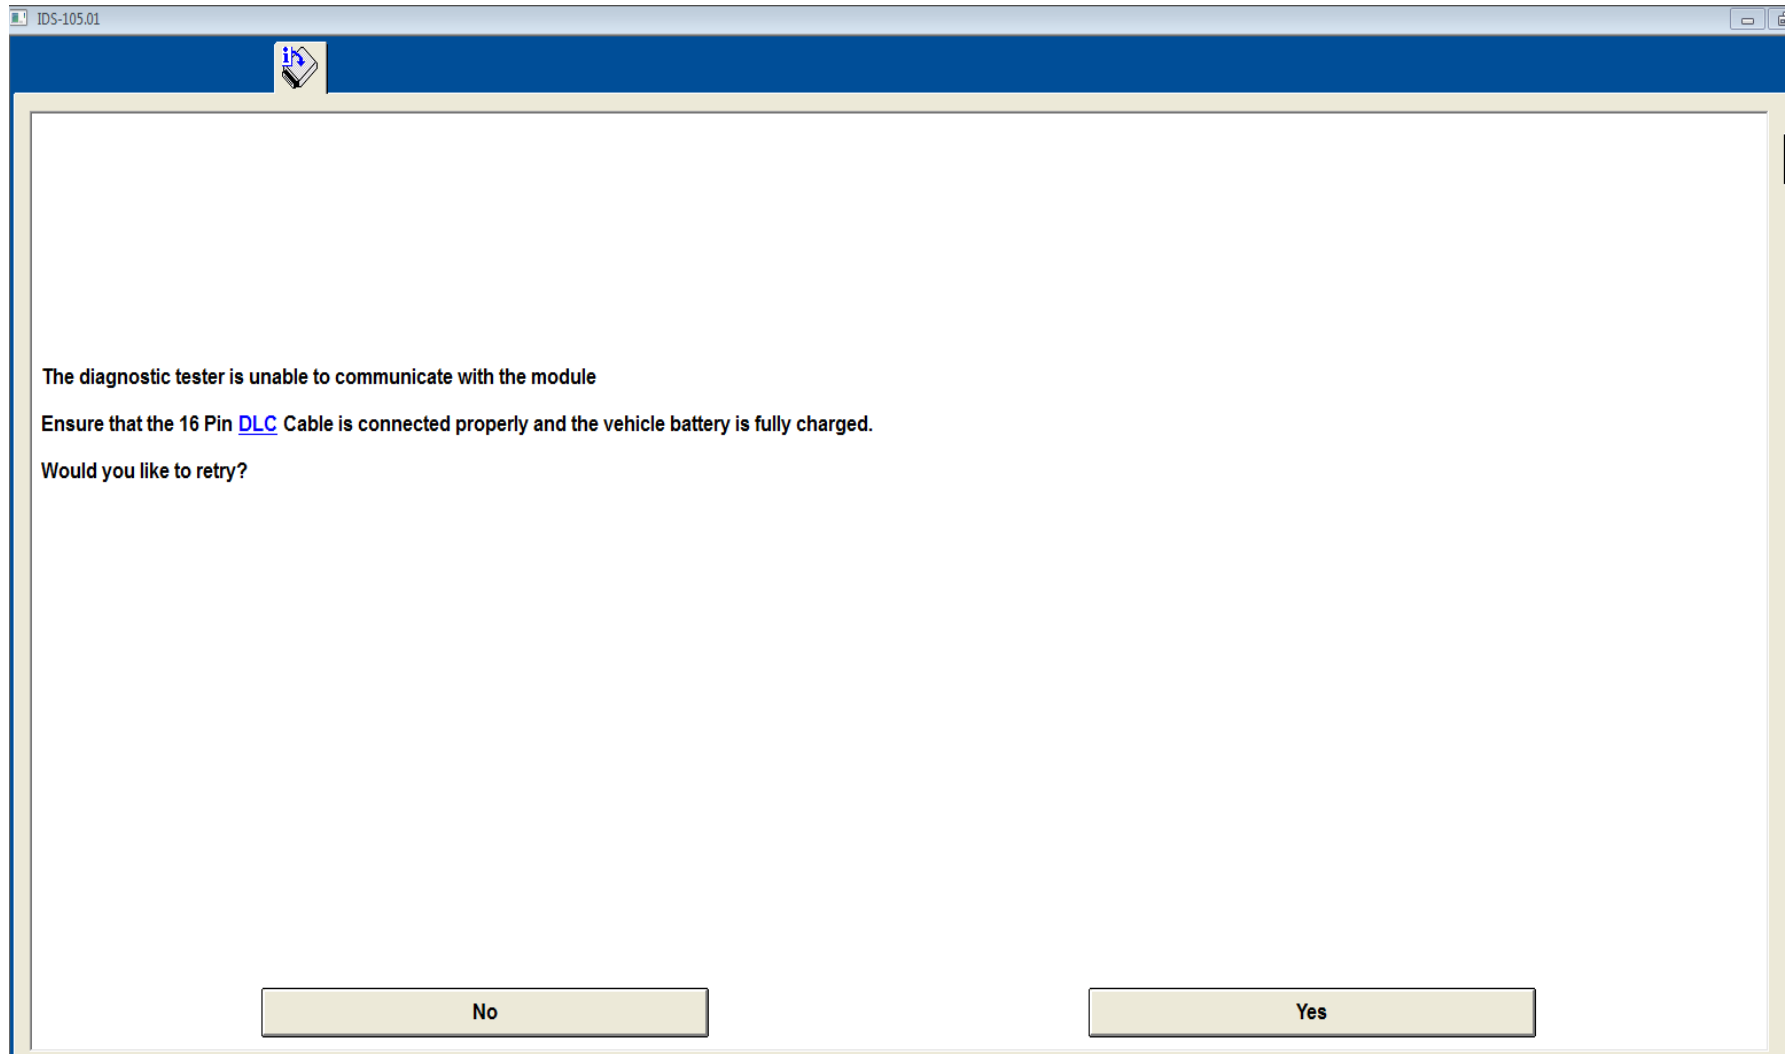 IDS-105.01
i
The diagnostic tester is unable to communicate with the module
Ensure that the 16 Pin DLC Cable is connected properly and the vehicle battery is fully charged.
Would you like to retry?
No
Yes